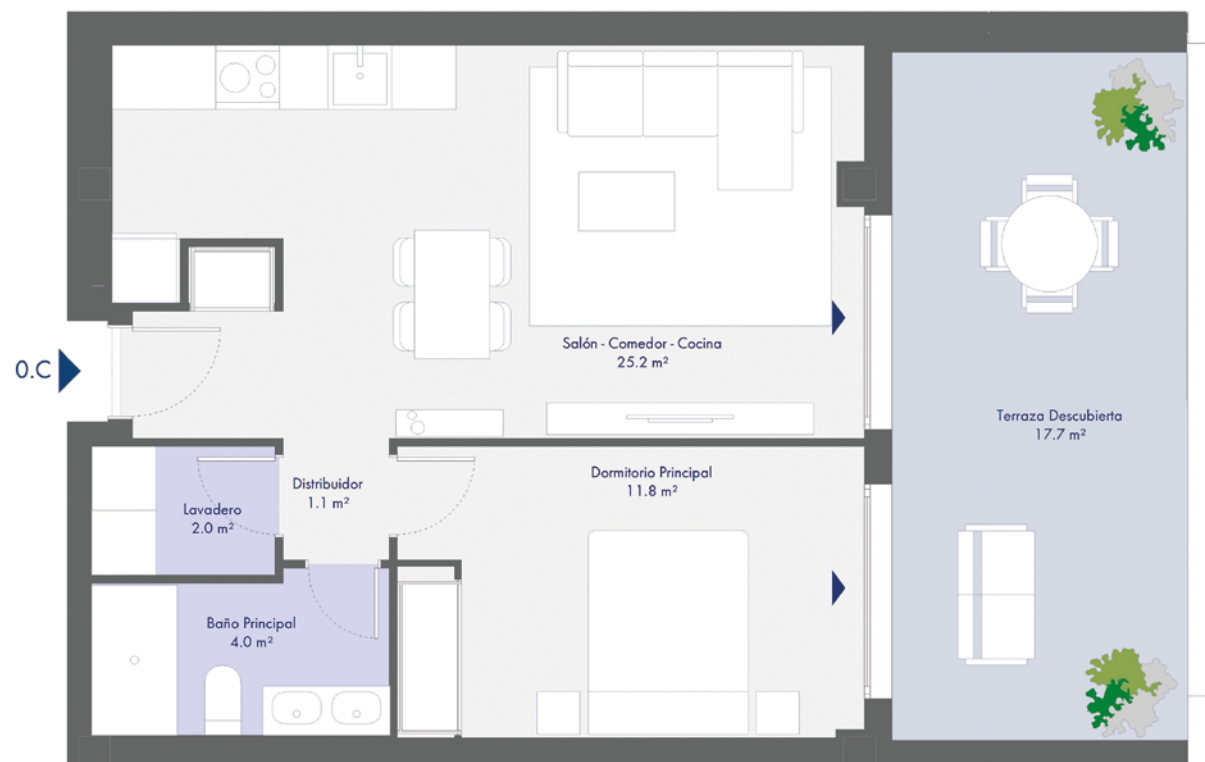 0.C
Salón - Comedor - Cocina
25.2 m²
Terraza Descubierta
17.7 m²
Dormitorio Principal
11.8 m²
Distribuidor
1.1 m²
Lavadero
2.0 m²
Baño Principal
4.0 m²